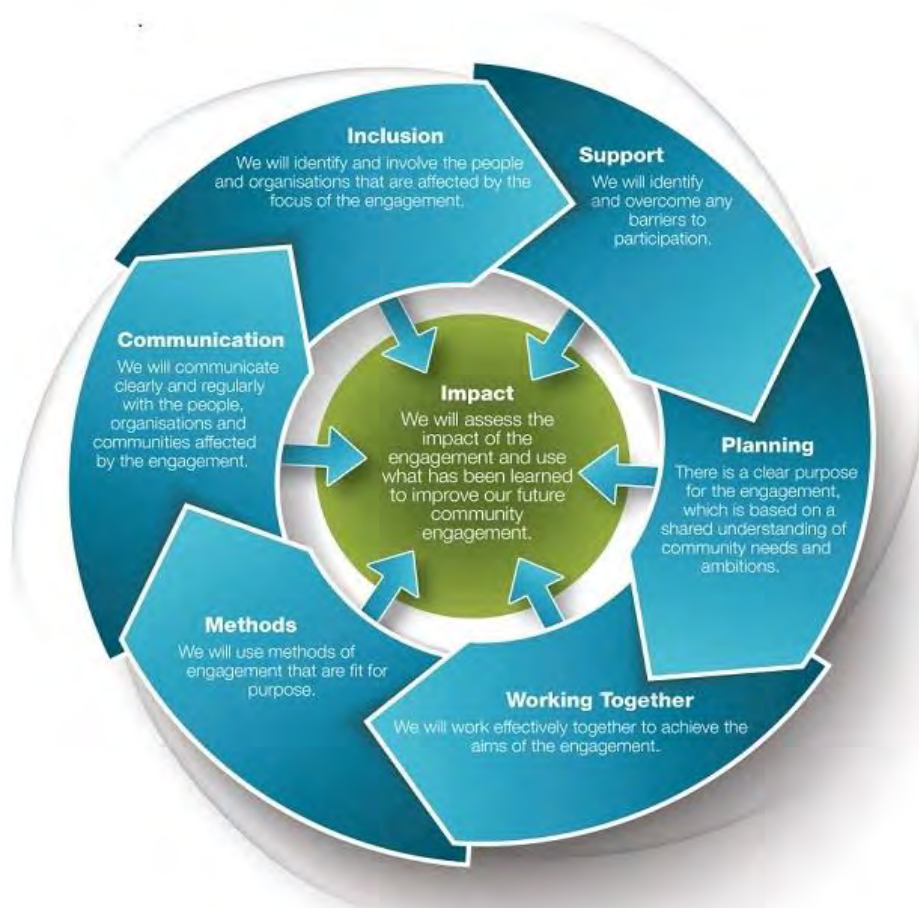 Inclusion
We will identify and involve the people
and organisations that are affected by the
focus of the engagement.
Support
We will identify
and overcome any
barriers to
participation.
Planning
There is a clear purpose
for the engagement,
which is based on a
shared understanding of
community needs and
ambitions.
Working Together
We will work effectively together to achieve the
aims of the engagement.
Methods
We will use methods of
engagement that are fit for
purpose.
Communication
We will communicate
clearly and regularly
with the people,
organisations and
communities affected
by the engagement.
Impact
We will assess the
impact of the
engagement and use
what has been learned
to improve our future
community
engagement.